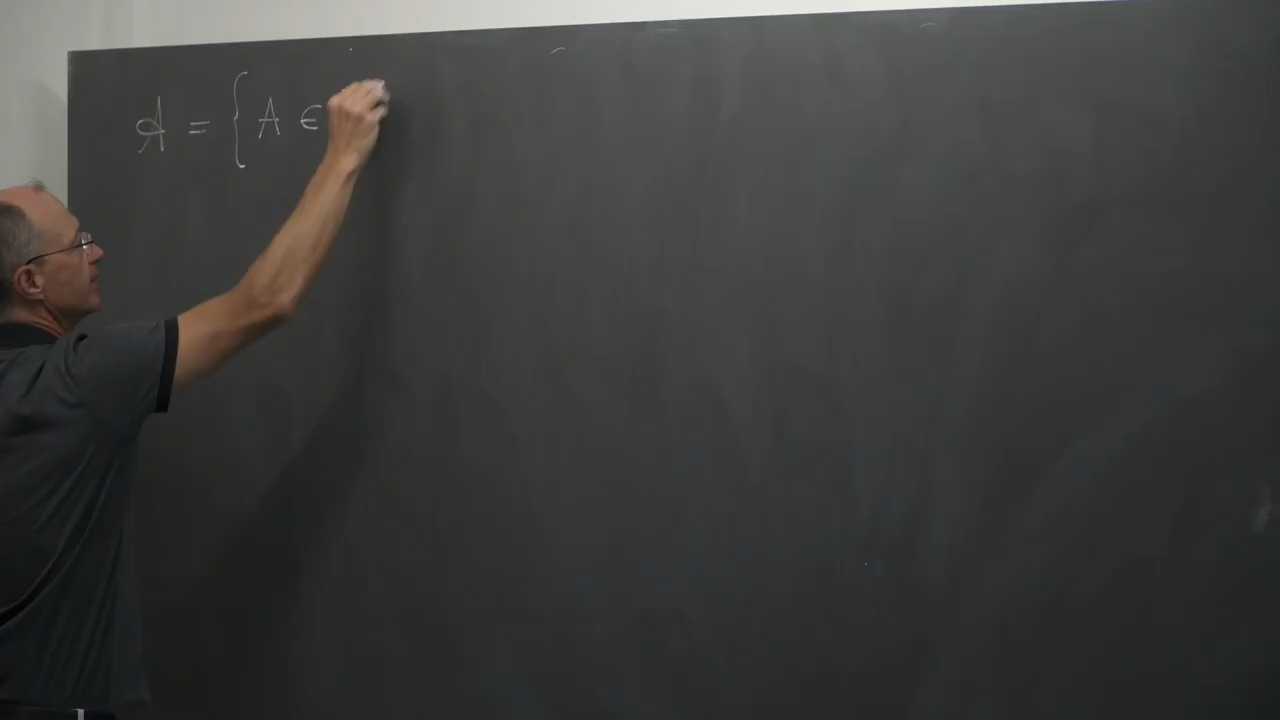 𝒜 = { A ∈